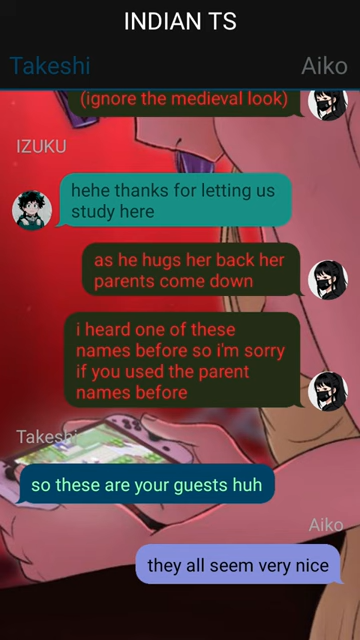 INDIAN TS
Takeshi
Aiko
(ignore the medieval look)
IZUKU
hehe thanks for letting us
study here
as he hugs her back her
parents come down
i heard one of these
names before so i'm sorry
if you used the parent
names before
Takeshi
so these are your guests huh
Aiko
they all seem very nice